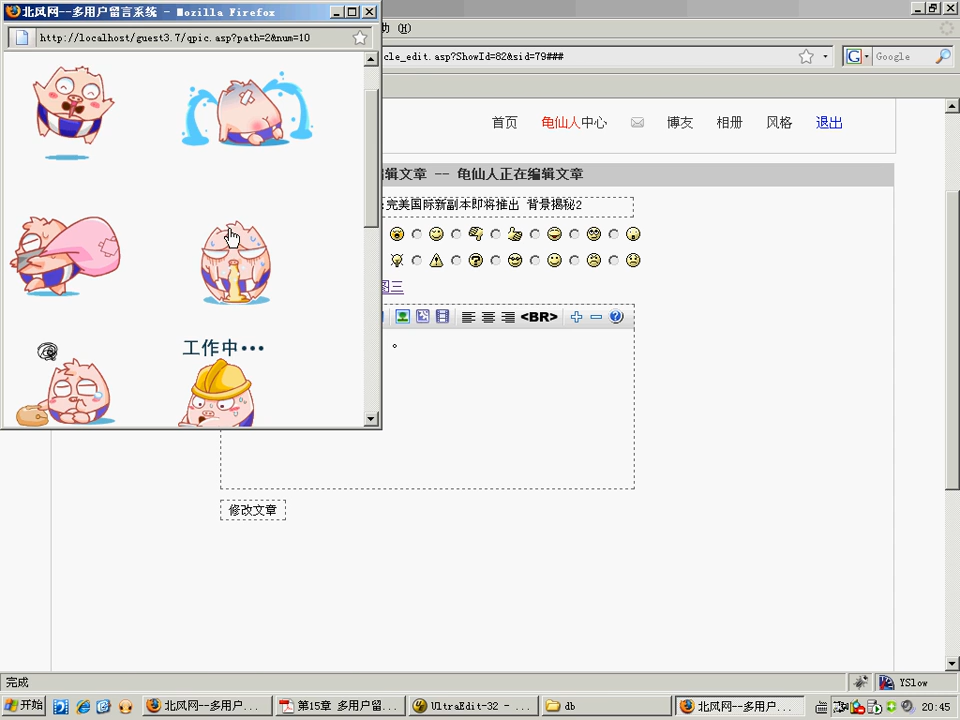 北风网--多用户留言系统 - Mozilla Firefox
http://localhost/guest3.7/qpic.asp?path=2&num=10
工作中•••
助 (H)
cle_edit.asp?ShowId=82&sid=79###
Google
首页 龟仙人中心 博友 相册 风格 退出
编辑文章 -- 龟仙人正在编辑文章
:完美国际新副本即将推出 背景揭秘2
图三
<BR>
。
修改文章
完成
YSlow
开始
北风网--多用户...
第15章 多用户留...
UltraEdit-32 - ...
db
北风网--多用户...
20:45